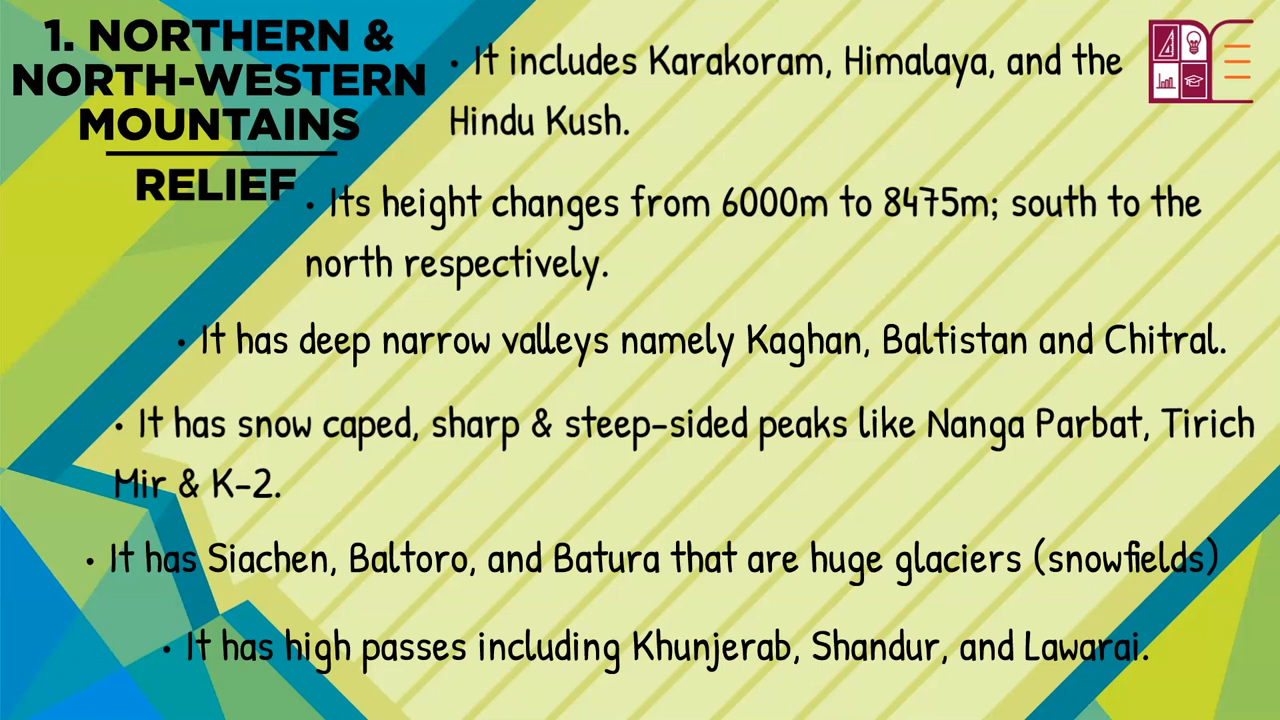 1. NORTHERN &
NORTH-WESTERN
MOUNTAINS
RELIEF
• It includes Karakoram, Himalaya, and the
Hindu Kush.
• Its height changes from 6000m to 8475m; south to the
north respectively.
• It has deep narrow valleys namely Kaghan, Baltistan and Chitral.
• It has snow caped, sharp & steep-sided peaks like Nanga Parbat, Tirich
Mir & K-2.
• It has Siachen, Baltoro, and Batura that are huge glaciers (snowfields)
• It has high passes including Khunjerab, Shandur, and Lawarai.